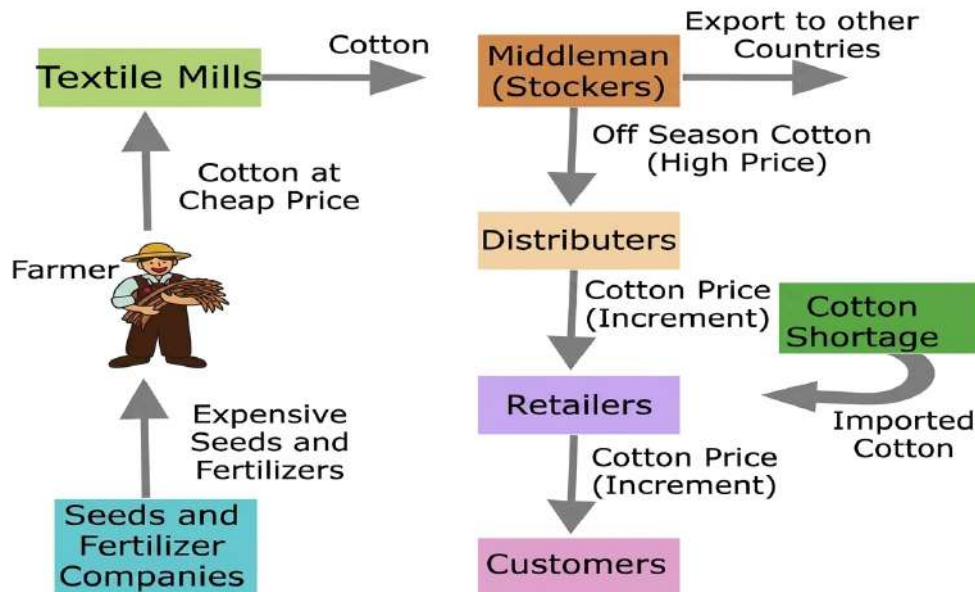 Textile Mills
Cotton
Middleman
(Stockers)
Export to other
Countries
Off Season Cotton
(High Price)
Cotton at
Cheap Price
Farmer
Distributers
Cotton Price
(Increment)
Cotton
Shortage
Retailers
Imported
Cotton
Expensive
Seeds and
Fertilizers
Cotton Price
(Increment)
Seeds and
Fertilizer
Companies
Customers